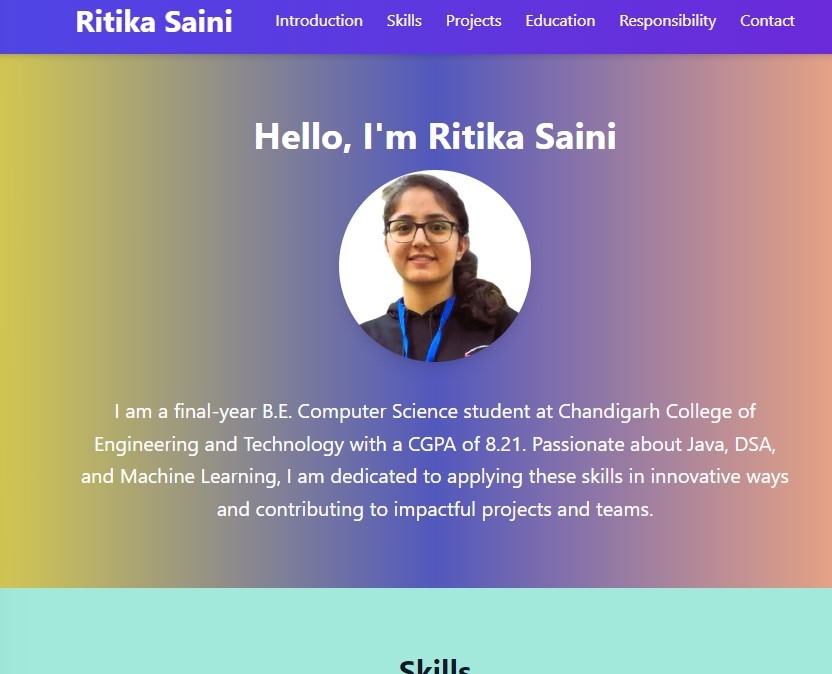 Ritika Saini Introduction Skills Projects Education Responsibility Contact
Hello, I'm Ritika Saini
I am a final-year B.E. Computer Science student at Chandigarh College of
Engineering and Technology with a CGPA of 8.21. Passionate about Java, DSA,
and Machine Learning, I am dedicated to applying these skills in innovative ways
and contributing to impactful projects and teams.
Skills